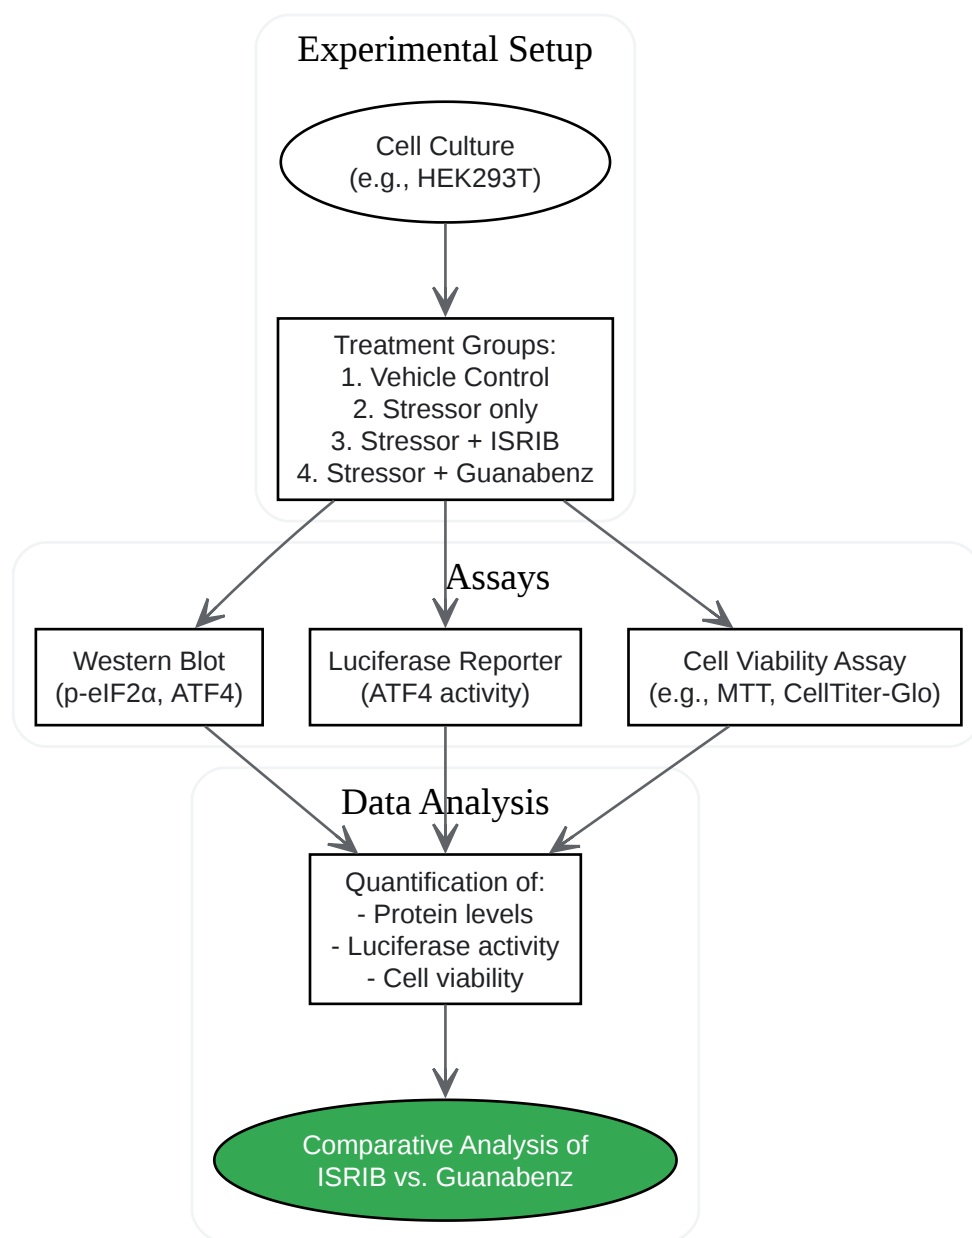 Experimental Setup
Cell Culture
(e.g., HEK293T)
Treatment Groups:
1. Vehicle Control
2. Stressor only
3. Stressor + ISRIB
4. Stressor + Guanabenz
Assays
Western Blot
(p-eIF2α, ATF4)
Luciferase Reporter
(ATF4 activity)
Cell Viability Assay
(e.g., MTT, CellTiter-Glo)
Data Analysis
Quantification of:
- Protein levels
- Luciferase activity
- Cell viability
Comparative Analysis of
ISRIB vs. Guanabenz